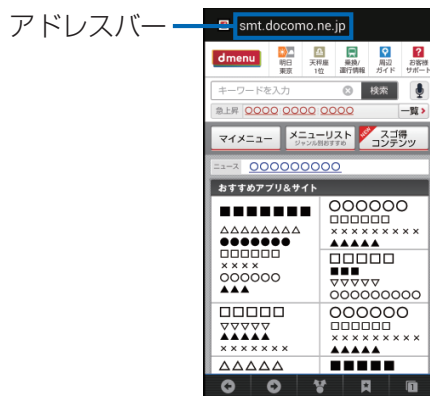 アドレスバー
smt.docomo.ne.jp
dmenu
明日
東京
天秤座
1位
乗換/
運行情報
周辺
ガイド
?
お客様
サポート
キーワードを入力
検索
急上昇 ○○○○ ○○○○ ○○○○
一覧>
マイメニュー
メニューリスト
ジャンル別おすすめ
NEW
スゴ得
コンテンツ
ニュース ○○○○○○○○○
おすすめアプリ&サイト
■■■■■■■
△△△△△△△△
●●●●●●●
□□□□□□
××××
○○○○○○
▲▲▲
○○○○○○
□□□□□□
×××××××××
▲▲▲▲▲
□□□□□
■■■
▽▽▽▽▽
○○○○○○○○○
□□□□□
▽▽▽▽▽
▲▲▲▲▲
×××××××
○○○○○○
□□□□□□
×××××××××
▲▲▲▲▲
△△△△△
■■■■■
1